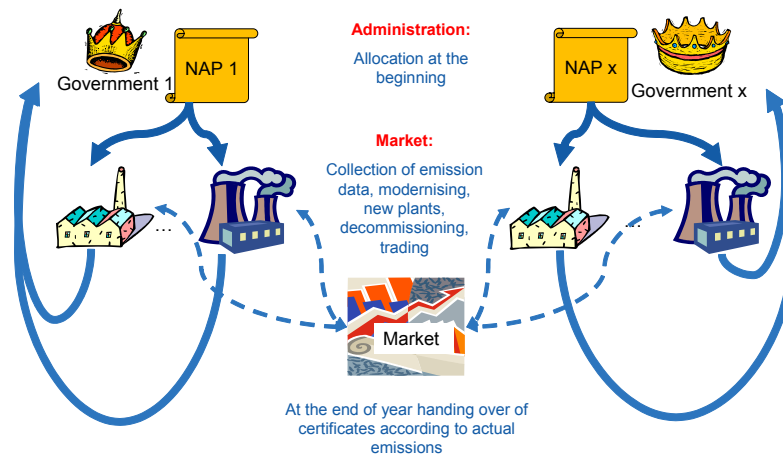 Administration:
Allocation at the
beginning
Government 1
NAP 1
NAP x
Government x
Market:
Collection of emission
data, modernising,
new plants,
decommissioning,
trading
...
...
Market
At the end of year handing over of
certificates according to actual
emissions